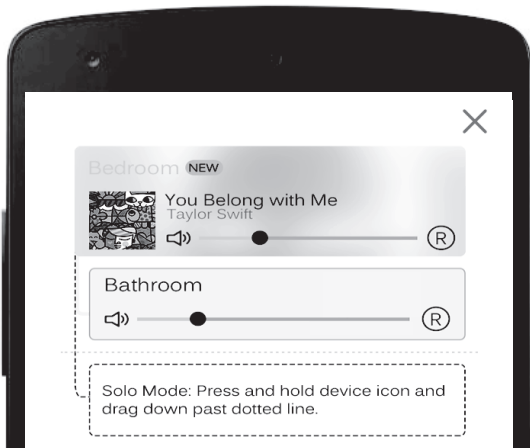 Bedroom NEW
You Belong with Me
Taylor Swift
R
Bathroom
R
Solo Mode: Press and hold device icon and
drag down past dotted line.